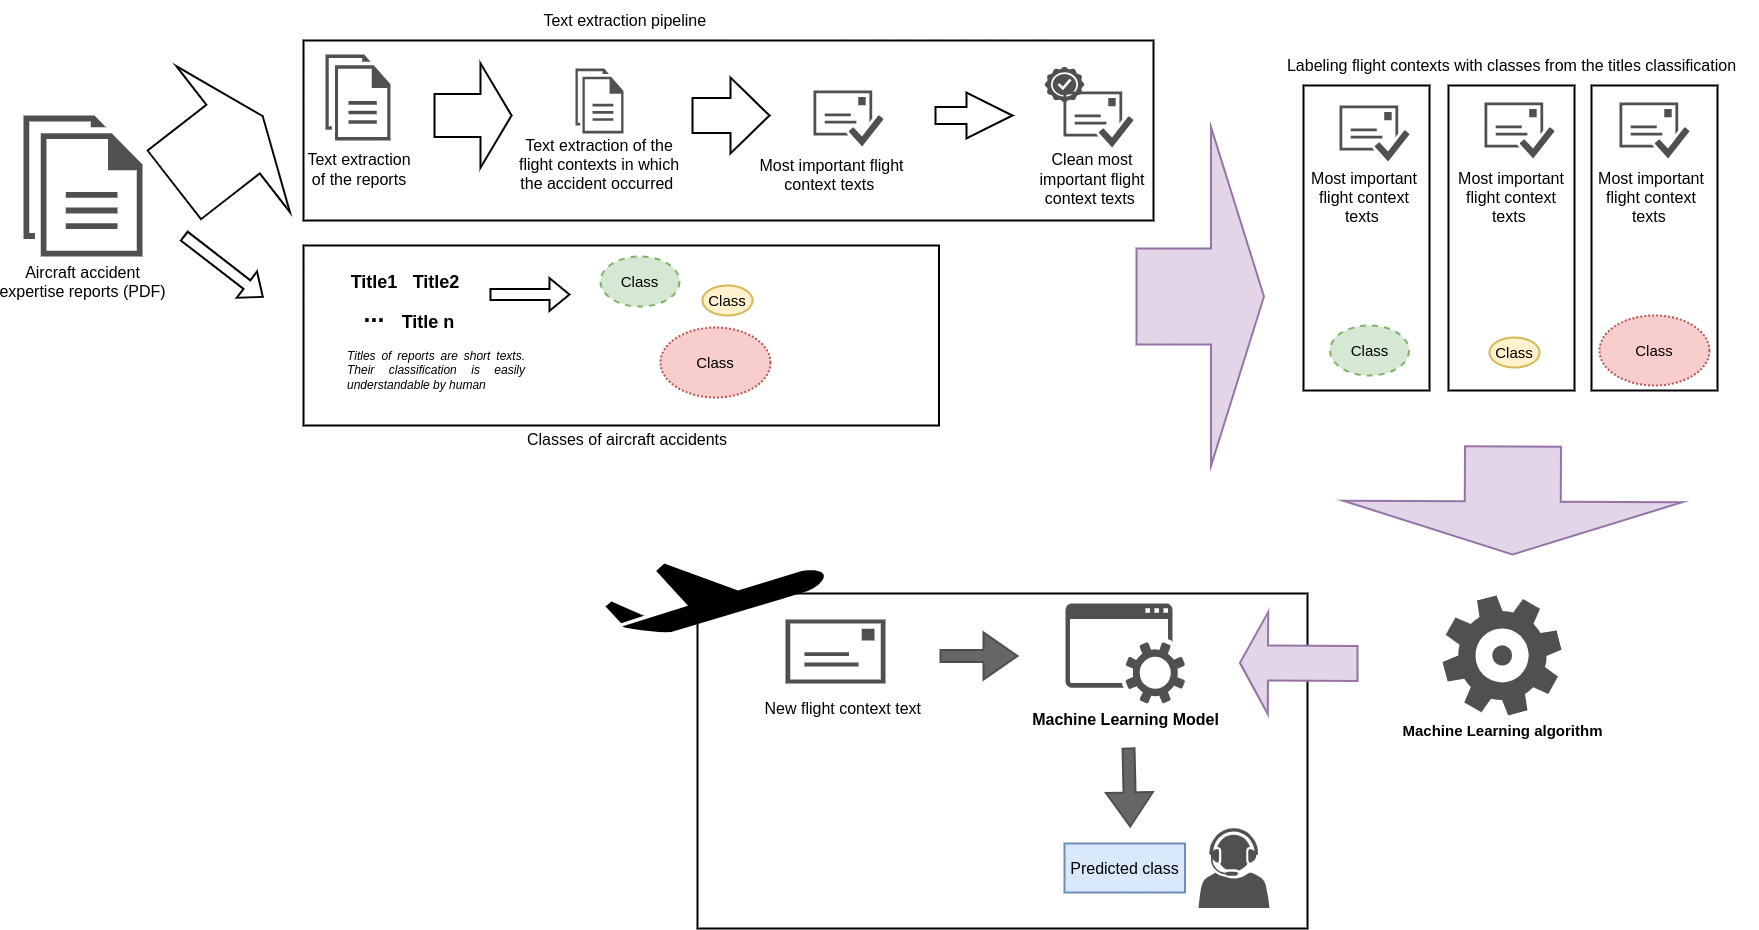 Text extraction pipeline
Text extraction
of the reports
Text extraction of the
flight contexts in which
the accident occurred
Most important flight
context texts
Clean most
important flight
context texts
Aircraft accident
expertise reports (PDF)
Title1 Title2
... Title n
Titles of reports are short texts.
Their classification is easily
understandable by human
Class
Class
Class
Classes of aircraft accidents
Labeling flight contexts with classes from the titles classification
Most important
flight context
texts
Class
Most important
flight context
texts
Class
Most important
flight context
texts
Class
Machine Learning algorithm
New flight context text
Machine Learning Model
Predicted class